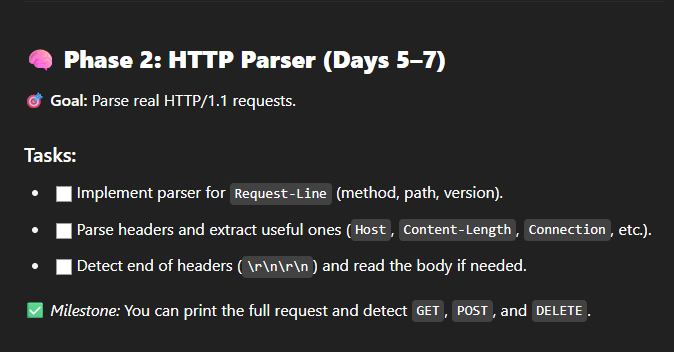 🧠 Phase 2: HTTP Parser (Days 5–7)
🎯 Goal: Parse real HTTP/1.1 requests.
Tasks:
• Implement parser for Request-Line (method, path, version).
• Parse headers and extract useful ones (Host, Content-Length, Connection, etc.).
• Detect end of headers (\r\n\r\n) and read the body if needed.
✅ Milestone: You can print the full request and detect GET, POST, and DELETE.